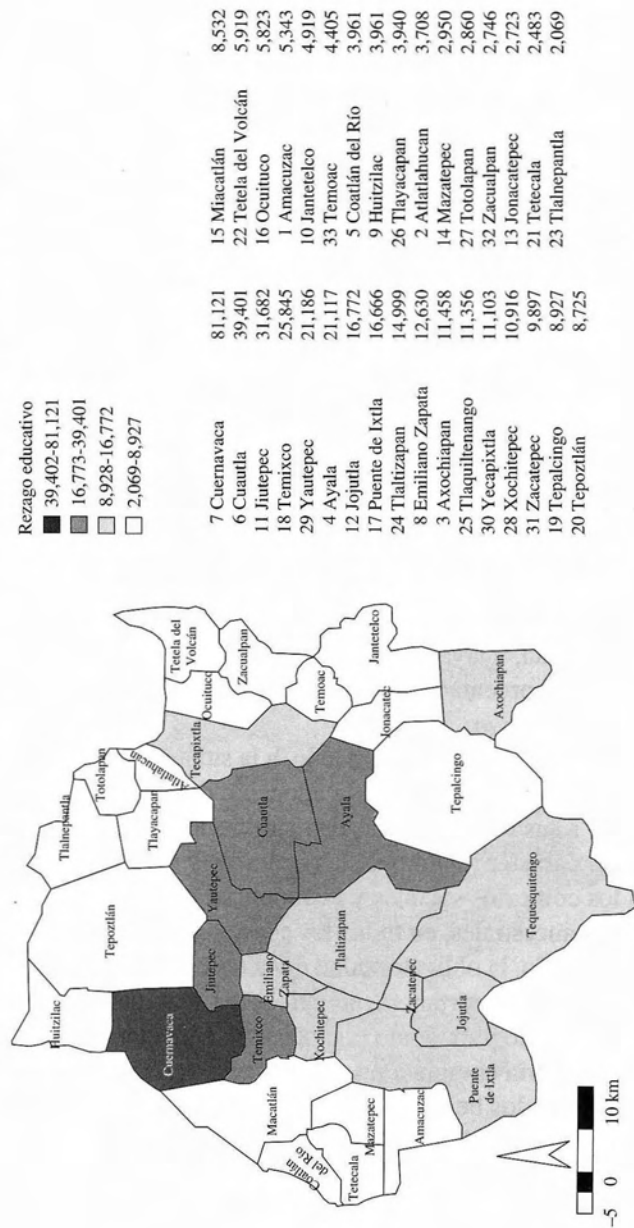 Rezago educativo
39,402-81,121
16,773-39,401
8,928-16,772
2,069-8,927
7 Cuernavaca 81,121
6 Cuautla 39,401
11 Jiutepec 31,682
18 Temixco 25,845
29 Yautepec 21,186
4 Ayala 21,117
12 Jojutla 16,772
17 Puente de Ixtla 16,666
24 Tlaltizapan 14,999
8 Emiliano Zapata 12,630
3 Axochiapan 11,458
25 Tlaquiltenango 11,356
30 Yecapixtla 11,103
28 Xochitepec 10,916
31 Zacatepec 9,897
19 Tepalcingo 8,927
20 Tepoztlán 8,725
15 Miacatlán 8,532
22 Tetela del Volcán 5,919
16 Ocuituco 5,823
1 Amacuzac 5,343
10 Jantetelco 4,919
33 Temoac 4,405
5 Coatlán del Río 3,961
9 Huitzilac 3,961
26 Tlayacapan 3,940
2 Atlatlahucan 3,708
14 Mazatepec 2,950
27 Totolapan 2,860
32 Zacualpan 2,746
13 Jonacatepec 2,723
21 Tetecala 2,483
23 Tlalnepantla 2,069
Huitzilac
Tepoztlán
Tlalnepantla
Totolapan
Tlayacapan
Atlatlahucan
Cuernavaca
Jiutepec
Yautepec
Tecapixtla
Ocuituco
Tetela del
Volcán
Zacualpan
Cuautla
Temixco
Emiliano
Zapata
Temoac
Jantetelco
Jonacatec
Ayala
Xochitepec
Tlaltizapan
Macatlán
Coatlán
del Río
Tetecala
Mazatepec
Amacuzac
Puente
de Ixtla
Zacatepec
Jojutla
Tequesquitengo
Tepalcingo
Axochiapan
-5 0 10 km